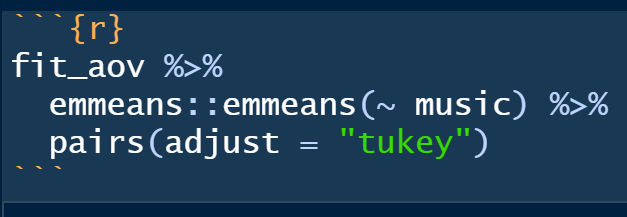 ```{r}
fit_aov %>%
  emmeans::emmeans(~ music) %>%
  pairs(adjust = "tukey")
```